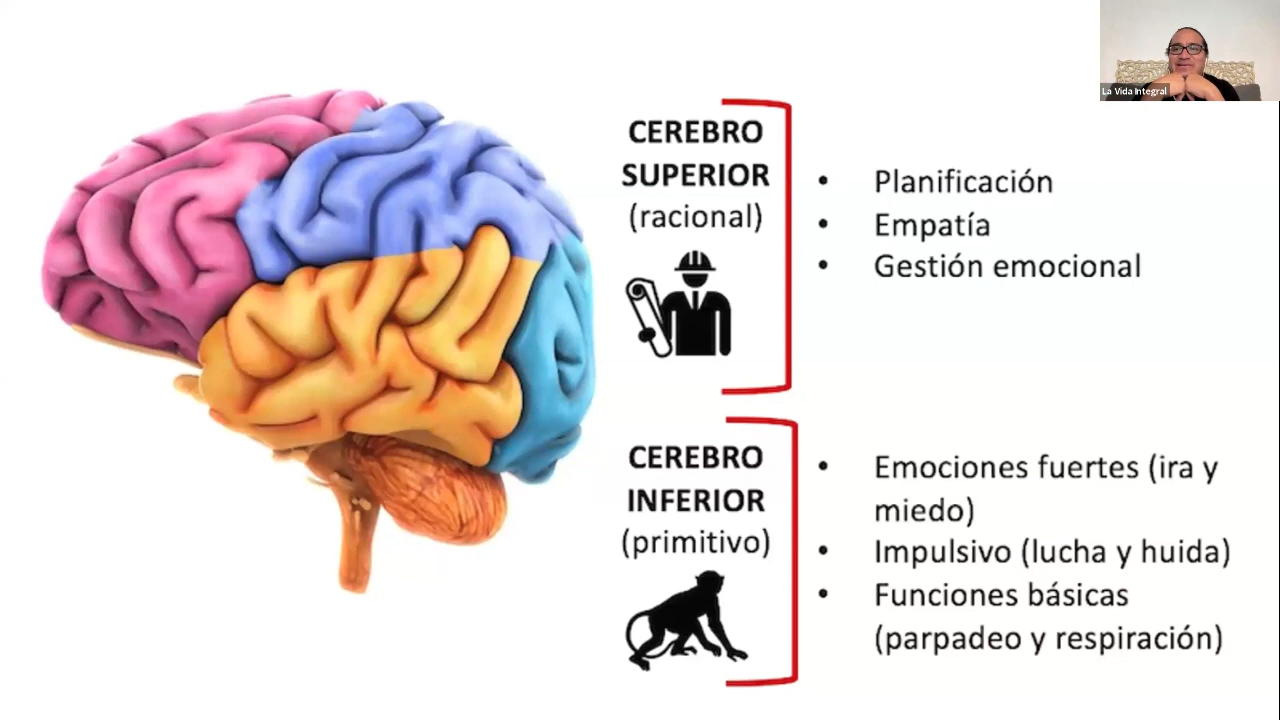 La Vida Integral
CEREBRO
SUPERIOR
(racional)
• Planificación
• Empatía
• Gestión emocional
CEREBRO
INFERIOR
(primitivo)
• Emociones fuertes (ira y
miedo)
• Impulsivo (lucha y huida)
• Funciones básicas
(parpadeo y respiración)